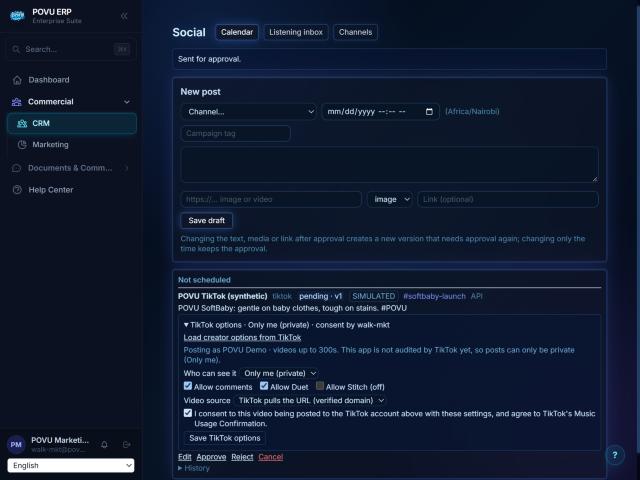 POVU ERP
Enterprise Suite
Search...
Dashboard
Commercial
CRM
Marketing
Documents & Comm...
Help Center
PM
POVU Marketi...
walk-mkt@pov...
English
Social
Calendar
Listening inbox
Channels
Sent for approval.
New post
Channel...
mm/dd/yyyy --:-- --
(Africa/Nairobi)
Campaign tag
https://... image or video
image
Link (optional)
Save draft
Changing the text, media or link after approval creates a new version that needs approval again; changing only the
time keeps the approval.
Not scheduled
POVU TikTok (synthetic) tiktok pending · v1 SIMULATED #softbaby-launch API
POVU SoftBaby: gentle on baby clothes, tough on stains. #POVU
▼TikTok options · Only me (private) · consent by walk-mkt
Load creator options from TikTok
Posting as POVU Demo · videos up to 300s. This app is not audited by TikTok yet, so posts can only be private
(Only me).
Who can see it Only me (private)
Allow comments Allow Duet Allow Stitch (off)
Video source TikTok pulls the URL (verified domain)
I consent to this video being posted to the TikTok account above with these settings, and agree to TikTok's Music
Usage Confirmation.
Save TikTok options
Edit Approve Reject Cancel
▶ History
?